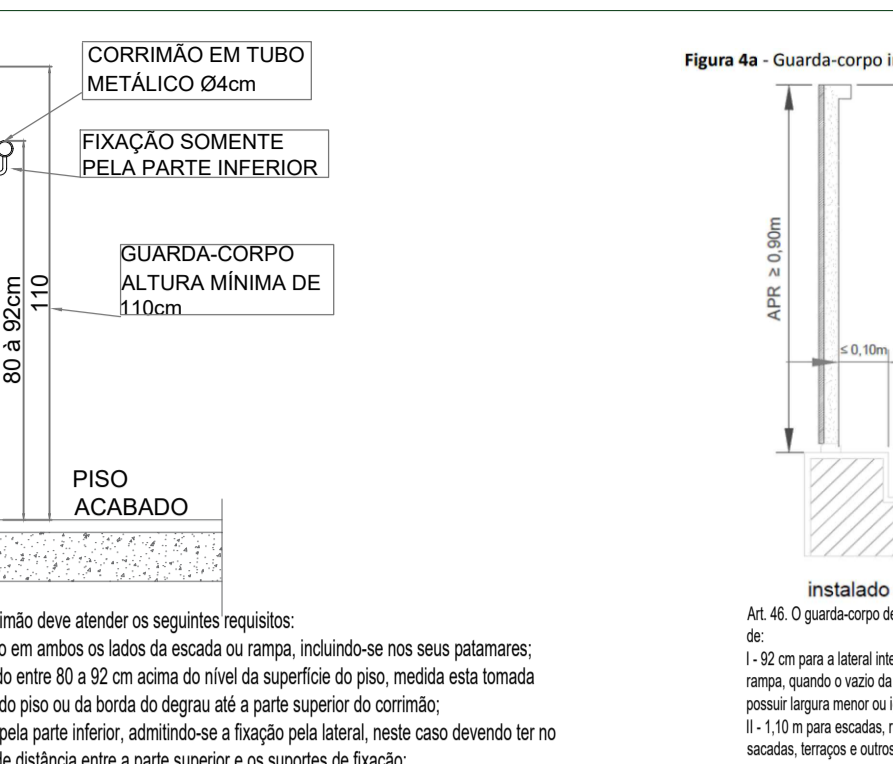 CORRIMÃO EM TUBO
METÁLICO Ø4cm
FIXAÇÃO SOMENTE
PELA PARTE INFERIOR
GUARDA-CORPO
ALTURA MÍNIMA DE
110cm
80 à 92cm
110
PISO
ACABADO
imão deve atender os seguintes requisitos:
o em ambos os lados da escada ou rampa, incluindo-se nos seus patamares;
do entre 80 a 92 cm acima do nível da superfície do piso, medida esta tomada
do piso ou da borda do degrau até a parte superior do corrimão;
pela parte inferior, admitindo-se a fixação pela lateral, neste caso devendo ter no
de distância entre a parte superior e os suportes de fixação;
Figura 4a - Guarda-corpo i
APR ≥ 0,90m
≤ 0,10m
instalado
Art. 46. O guarda-corpo de
de:
I - 92 cm para a lateral inte
rampa, quando o vazio da
possuir largura menor ou i
II - 1,10 m para escadas, r
sacadas, terraços e outros